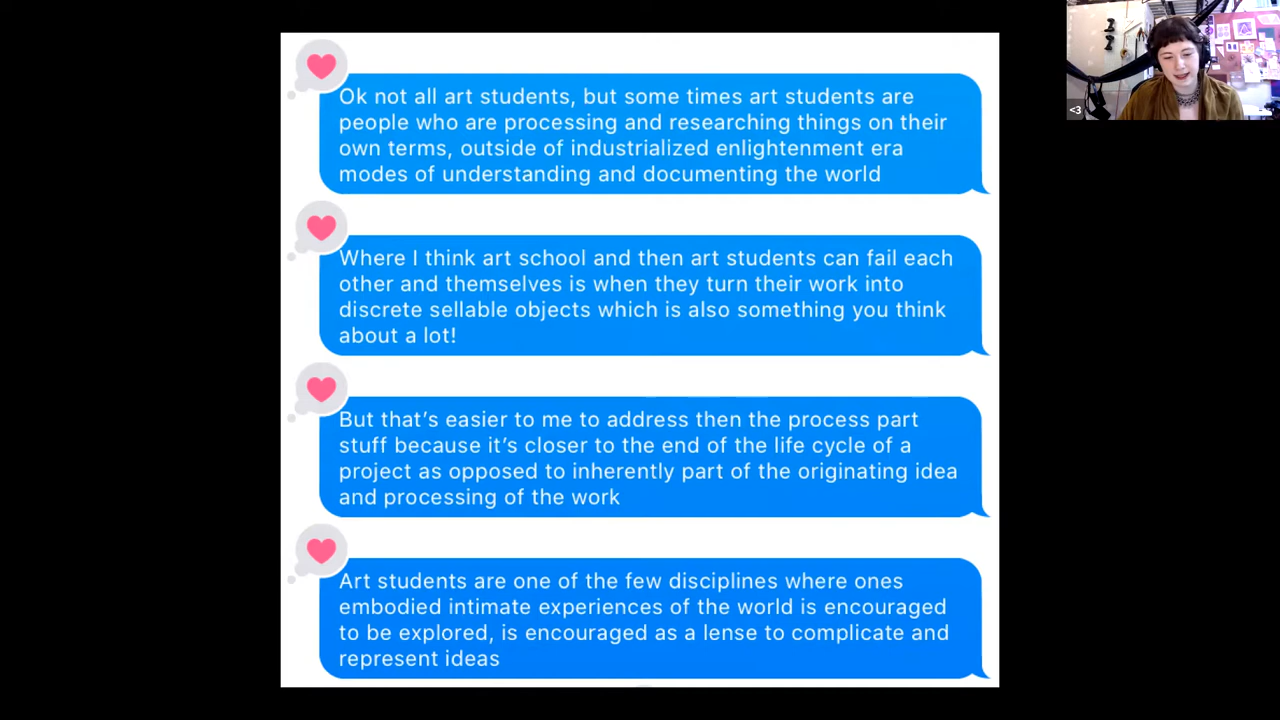 Ok not all art students, but some times art students are
people who are processing and researching things on their
own terms, outside of industrialized enlightenment era
modes of understanding and documenting the world
Where I think art school and then art students can fail each
other and themselves is when they turn their work into
discrete sellable objects which is also something you think
about a lot!
But that’s easier to me to address then the process part
stuff because it’s closer to the end of the life cycle of a
project as opposed to inherently part of the originating idea
and processing of the work
Art students are one of the few disciplines where ones
embodied intimate experiences of the world is encouraged
to be explored, is encouraged as a lense to complicate and
represent ideas
<3